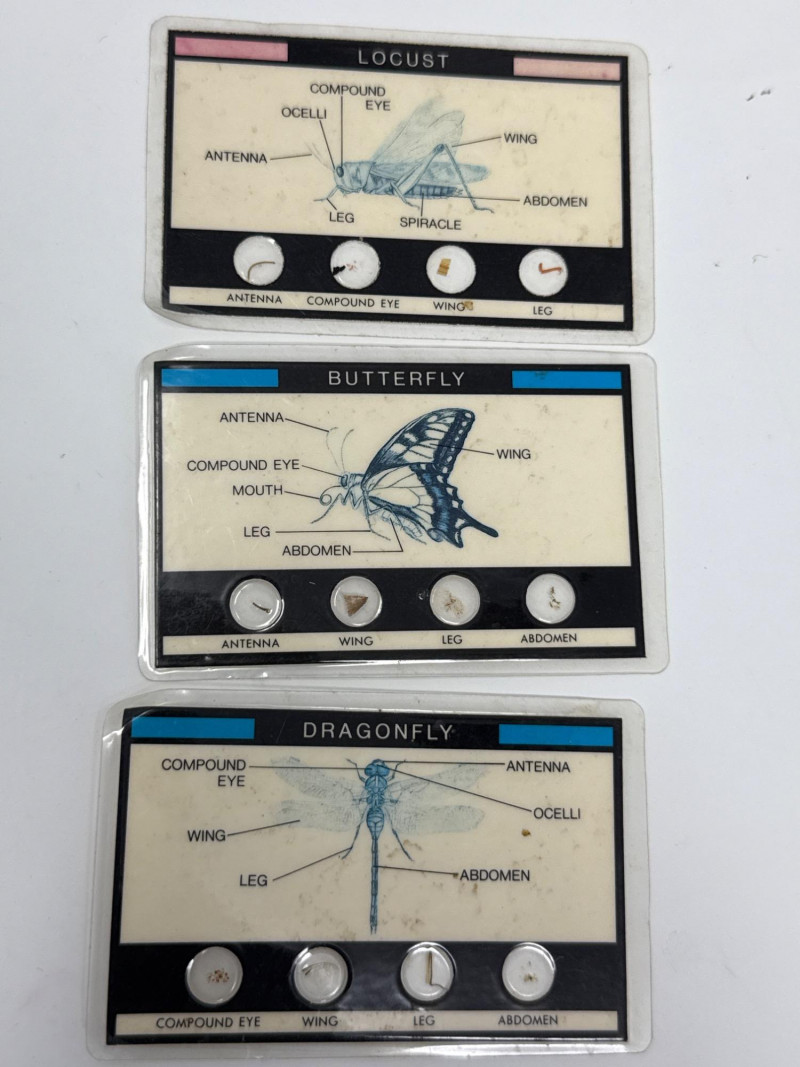 LOCUST
COMPOUND
EYE
OCELLI
WING
ANTENNA
ABDOMEN
LEG
SPIRACLE
ANTENNA COMPOUND EYE WING LEG
BUTTERFLY
ANTENNA
WING
COMPOUND EYE
MOUTH
LEG
ABDOMEN
ANTENNA WING LEG ABDOMEN
DRAGONFLY
COMPOUND ANTENNA
EYE
OCELLI
WING
LEG ABDOMEN
COMPOUND EYE WING LEG ABDOMEN